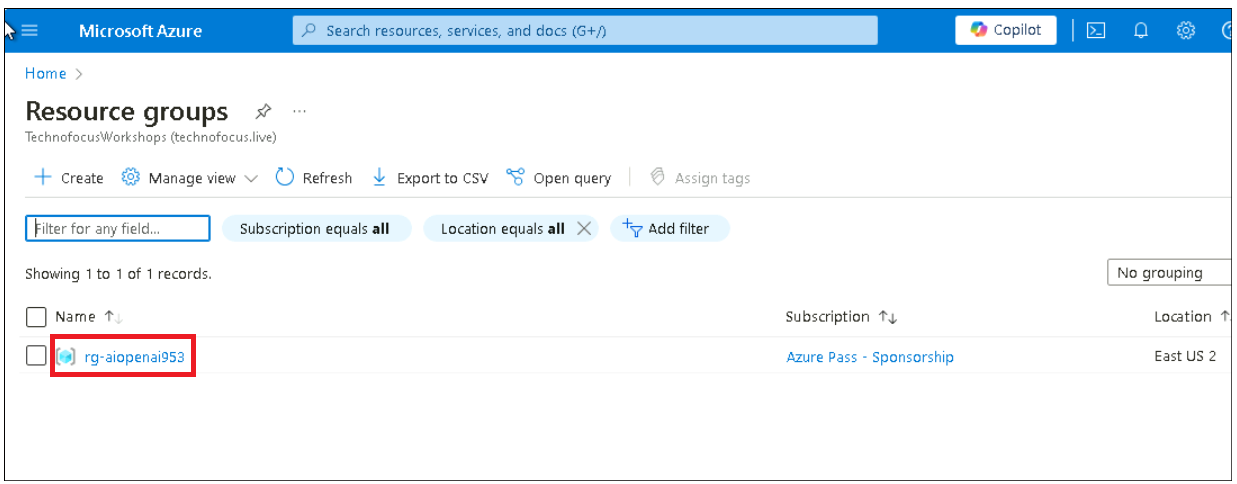 Microsoft Azure
Search resources, services, and docs (G+/)
Copilot
Home >
Resource groups
TechnofocusWorkshops (technofocus.live)
Create
Manage view
Refresh
Export to CSV
Open query
Assign tags
Filter for any field...
Subscription equals all
Location equals all
Add filter
Showing 1 to 1 of 1 records.
No grouping
Name
Subscription
Location
rg-aiopenai953
Azure Pass - Sponsorship
East US 2